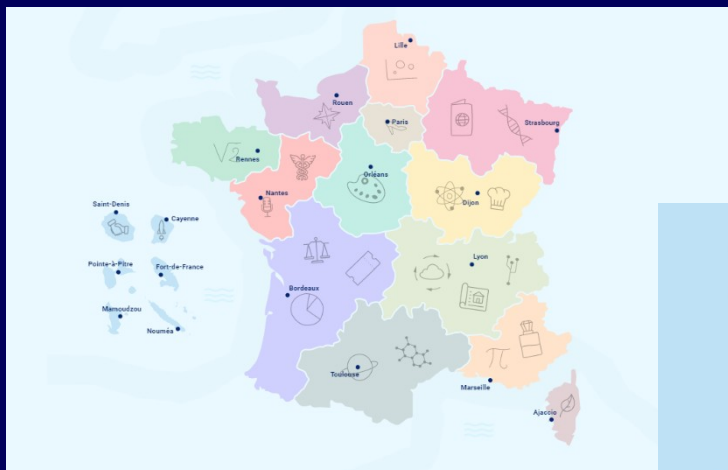 Lille
Rouen
Paris
Strasbourg
√2
Rennes
Orléans
Nantes
Dijon
Saint-Denis
Cayenne
Lyon
Pointe-à-Pitre
Fort-de-France
Bordeaux
Mamoudzou
Nouméa
π
Toulouse
Marseille
Ajaccio